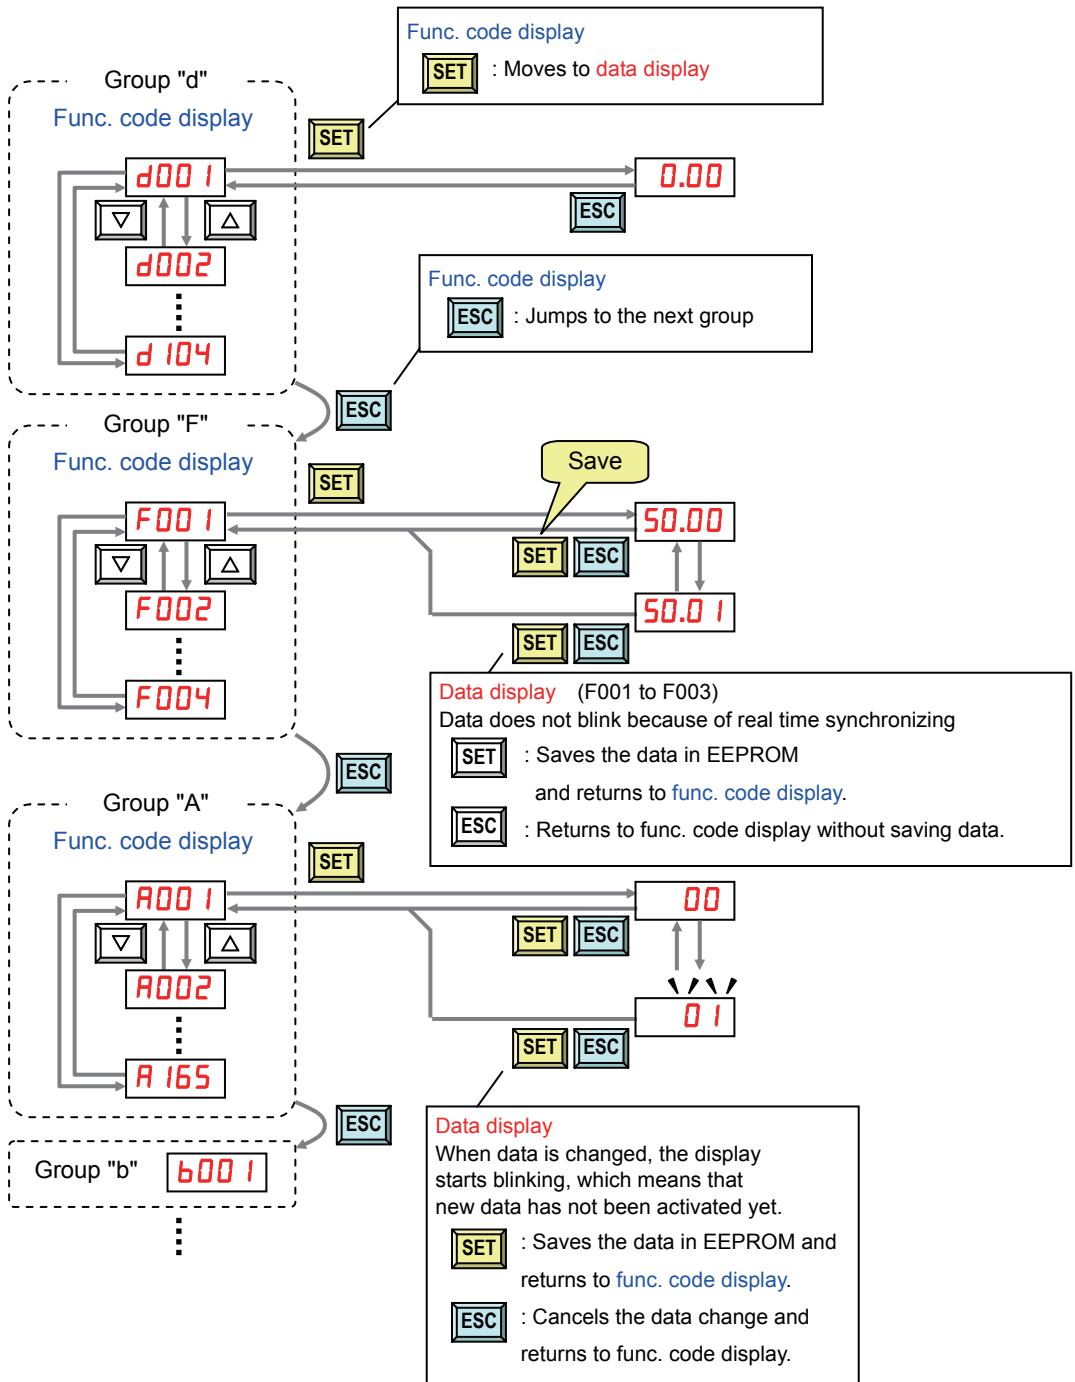 Func. code display
SET : Moves to data display
Group "d"
Func. code display
SET
d001
0.00
ESC
d002
Func. code display
ESC : Jumps to the next group
d104
ESC
Group "F"
Func. code display
SET
Save
F001
50.00
SET ESC
F002
50.01
SET ESC
F004
Data display (F001 to F003)
Data does not blink because of real time synchronizing
SET : Saves the data in EEPROM
and returns to func. code display.
ESC : Returns to func. code display without saving data.
ESC
Group "A"
Func. code display
SET
A001
00
SET ESC
A002
01
SET ESC
A165
ESC
Data display
When data is changed, the display
starts blinking, which means that
new data has not been activated yet.
SET : Saves the data in EEPROM and
returns to func. code display.
ESC : Cancels the data change and
returns to func. code display.
Group "b" b001